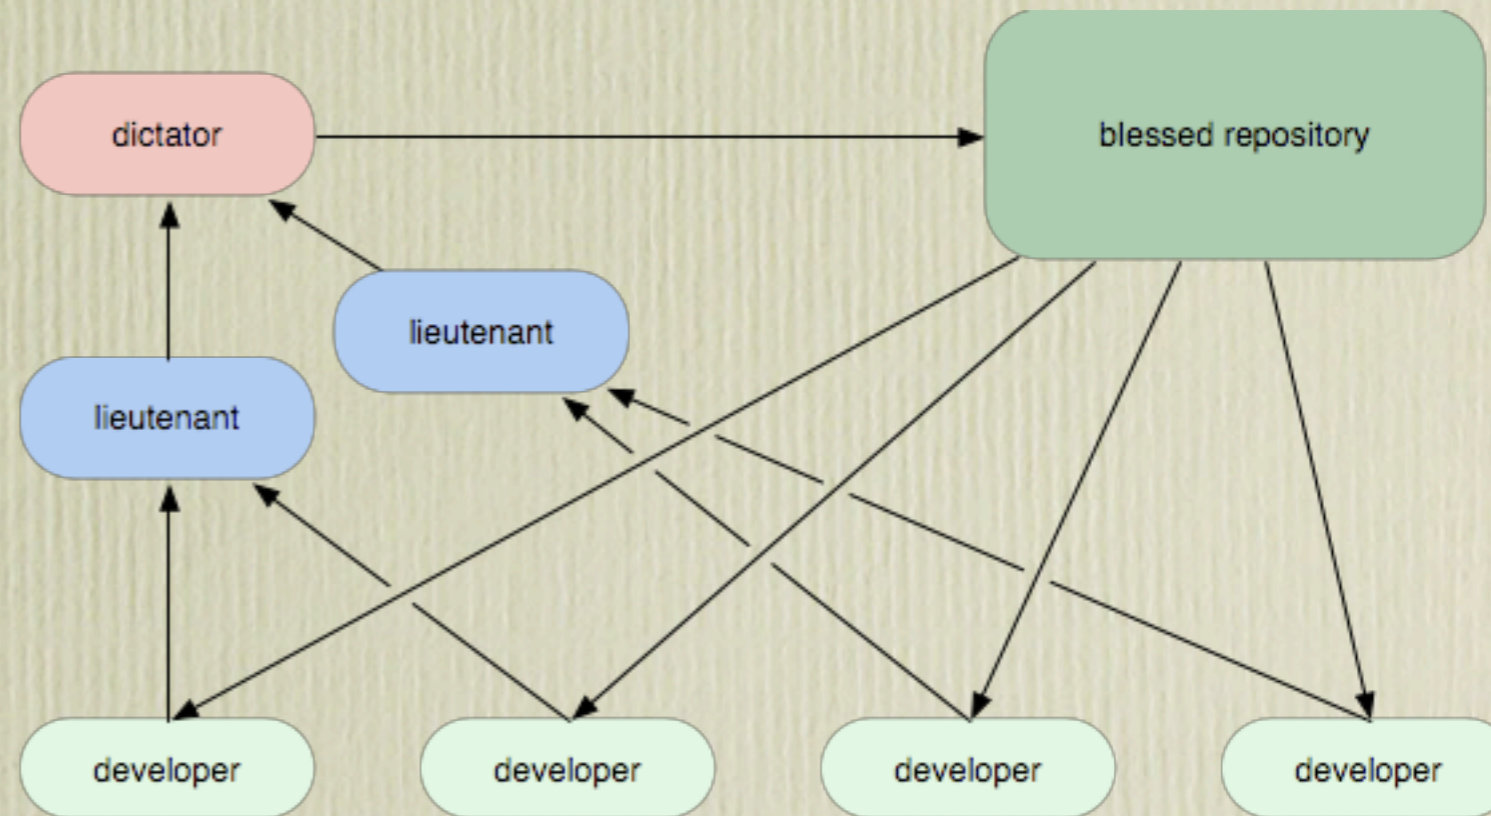 dictator
blessed repository
lieutenant
lieutenant
developer
developer
developer
developer